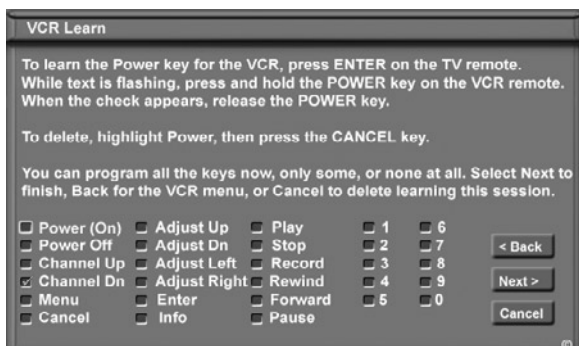 VCR Learn
To learn the Power key for the VCR, press ENTER on the TV remote.
While text is flashing, press and hold the POWER key on the VCR remote.
When the check appears, release the POWER key.
To delete, highlight Power, then press the CANCEL key.
You can program all the keys now, only some, or none at all. Select Next to
finish, Back for the VCR menu, or Cancel to delete learning this session.
Power (On) Adjust Up Play 1 6
Power Off Adjust Dn Stop 2 7 < Back
Channel Up Adjust Left Record 3 8
Channel Dn Adjust Right Rewind 4 9 Next >
Menu Enter Forward 5 0
Cancel Info Pause Cancel